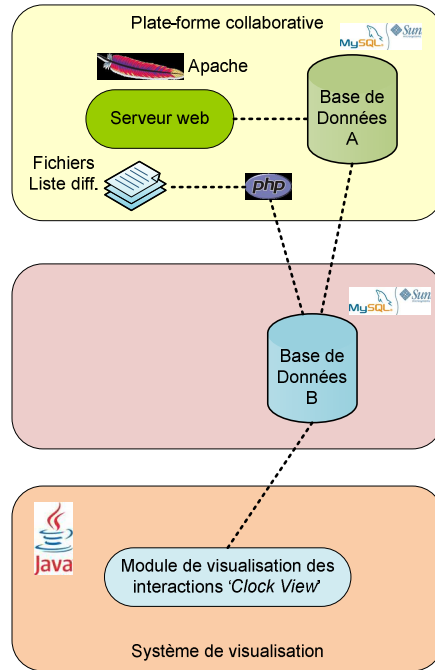 Plate-forme collaborative
MySQL
Sun
Apache
Serveur web
Base de
Données
A
Fichiers
Liste diff.
php
MySQL
Sun
Base de
Données
B
Java
Module de visualisation des
interactions ‘Clock View’
Système de visualisation